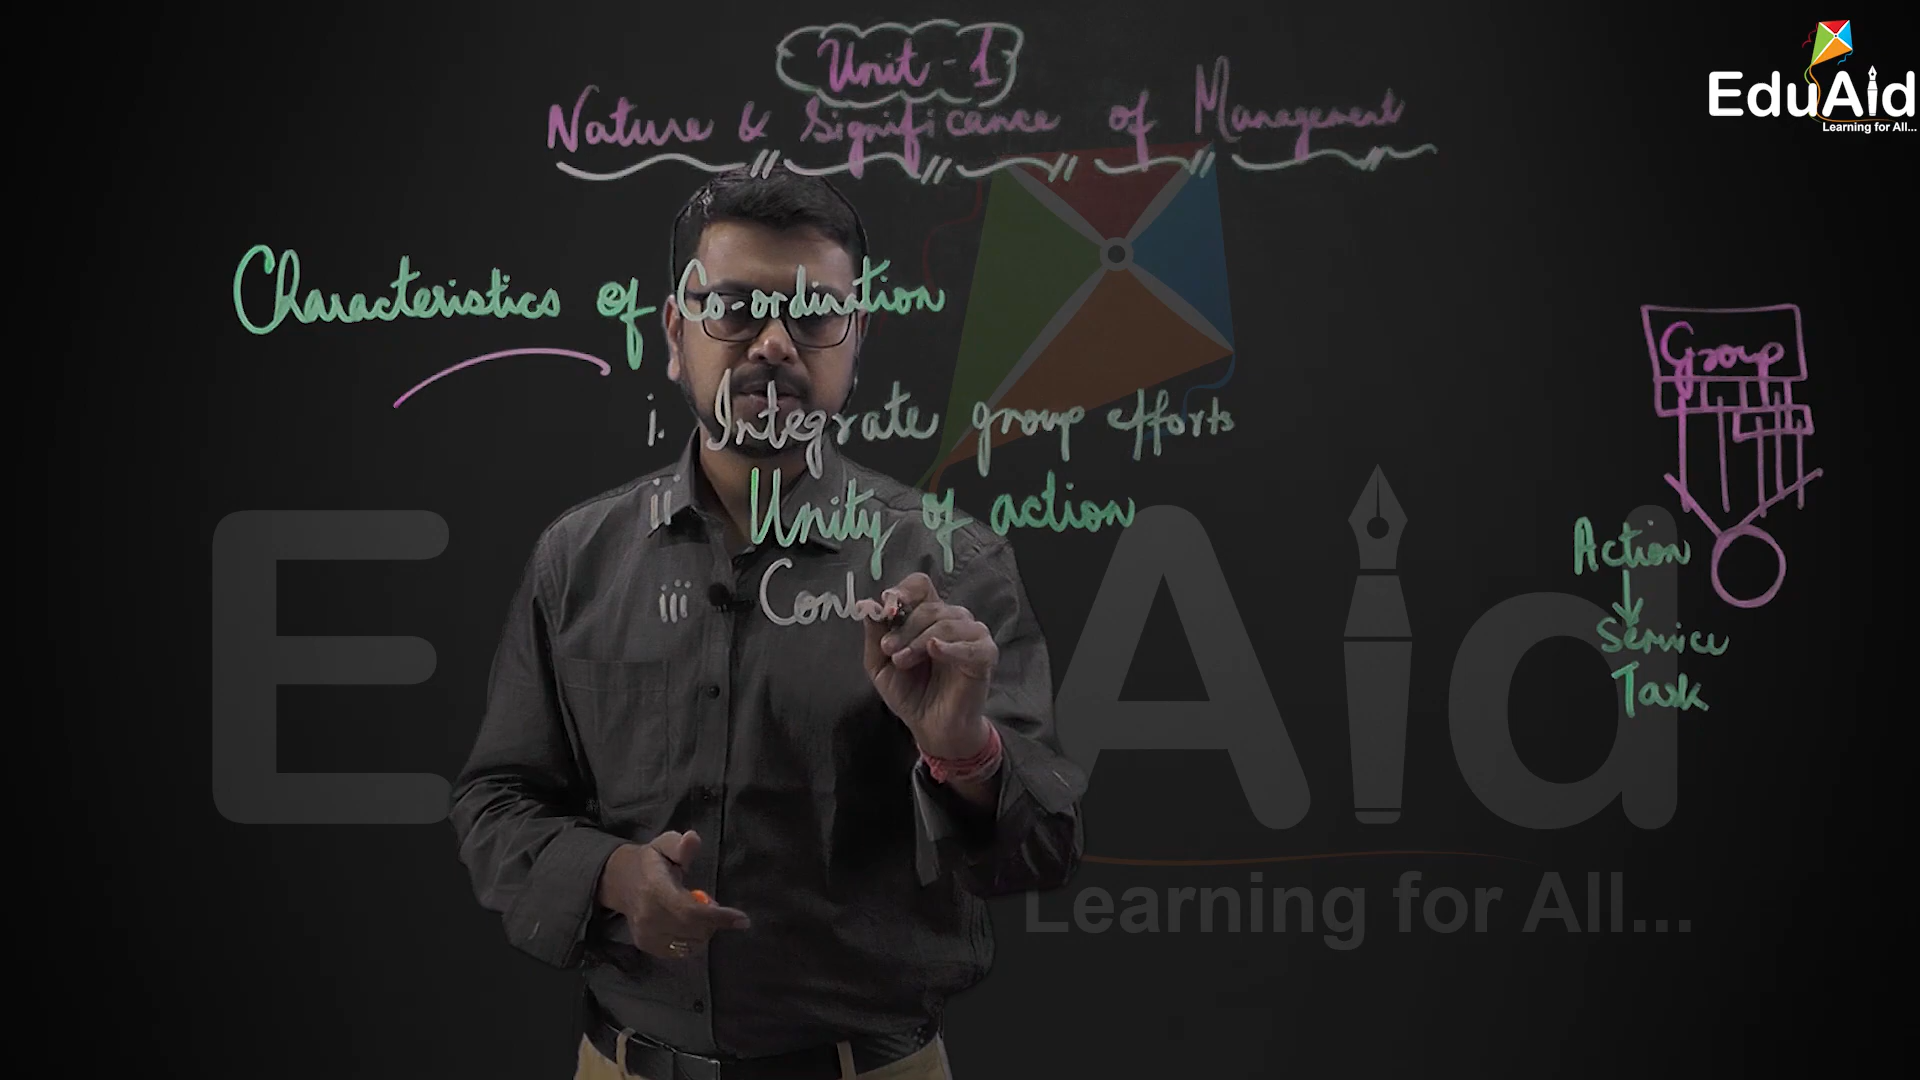 Unit - 1
Nature & Significance of Management
EduAid
Learning for All...
Characteristics of Co-ordination
i. Integrate group efforts
ii Unity of action
iii
Group
Action
Service
Task
Learning for All...